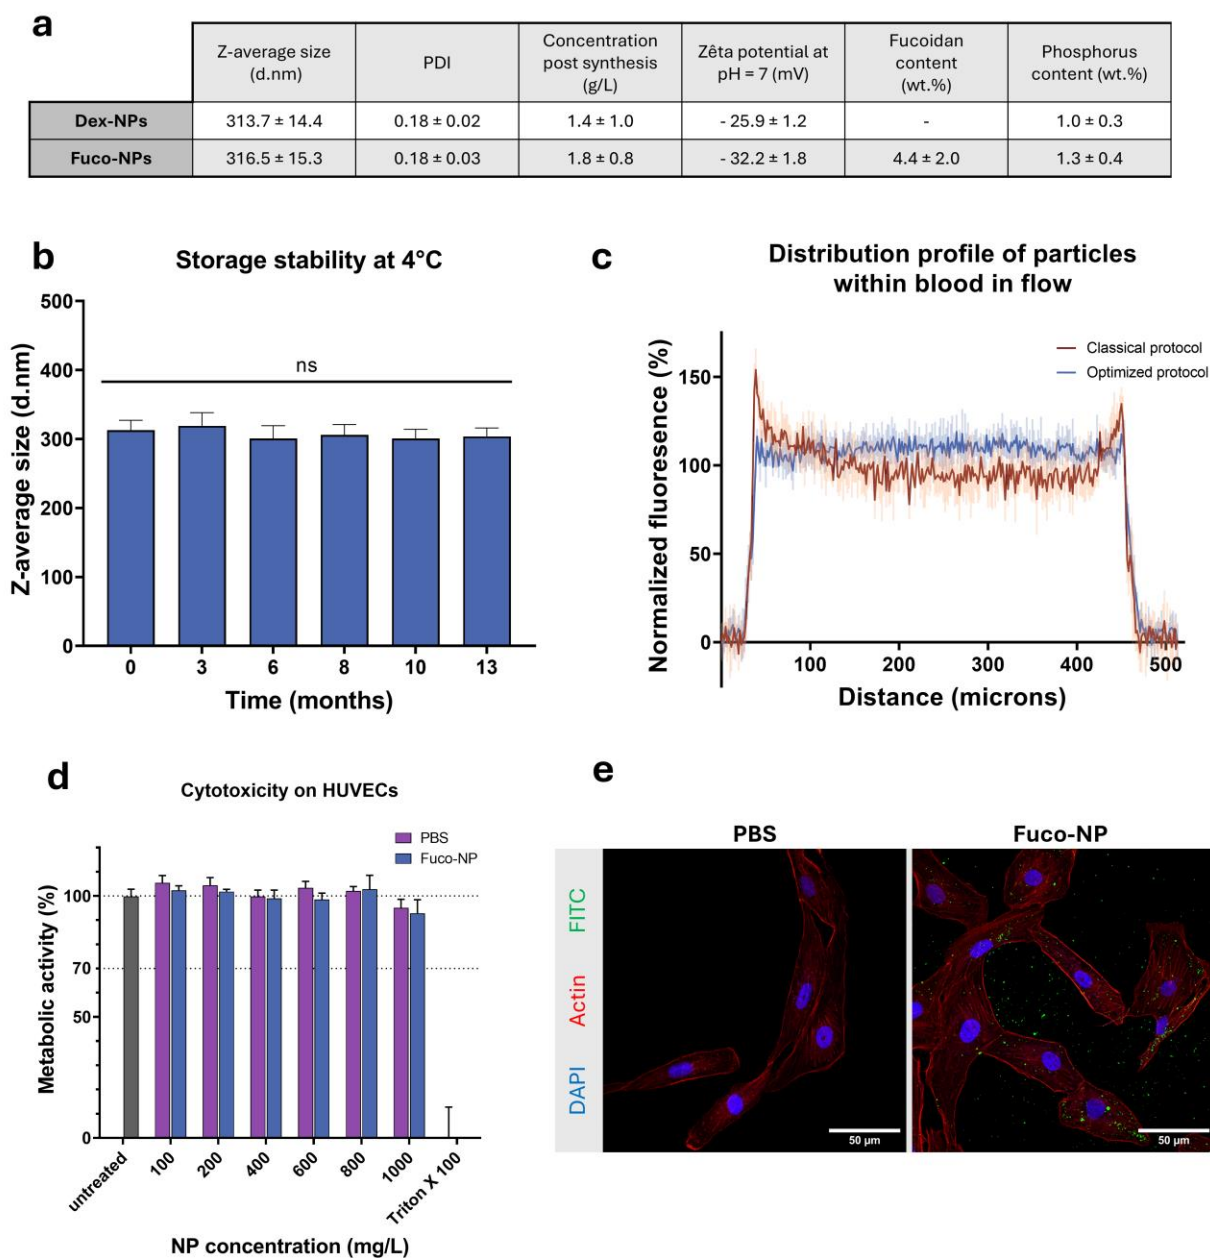 a
Z-average size
(d.nm)
PDI
Concentration
post synthesis
(g/L)
Zêta potential at
pH = 7 (mV)
Fucoidan
content
(wt.%)
Phosphorus
content (wt.%)
Dex-NPs
313.7 ± 14.4
0.18 ± 0.02
1.4 ± 1.0
- 25.9 ± 1.2
-
1.0 ± 0.3
Fuco-NPs
316.5 ± 15.3
0.18 ± 0.03
1.8 ± 0.8
- 32.2 ± 1.8
4.4 ± 2.0
1.3 ± 0.4
b
Storage stability at 4°C
Z-average size (d.nm)
500
400
300
200
100
0
ns
0 3 6 8 10 13
Time (months)
c
Distribution profile of particles
within blood in flow
Normalized fluoresence (%)
Classical protocol
Optimized protocol
150
100
50
0
100 200 300 400 500
Distance (microns)
d
Cytotoxicity on HUVECs
PBS
Fuco-NP
Metabolic activity (%)
100
70
50
0
untreated
100
200
400
600
800
1000
Triton X 100
NP concentration (mg/L)
e
PBS
Fuco-NP
FITC
Actin
DAPI
50 µm
50 µm